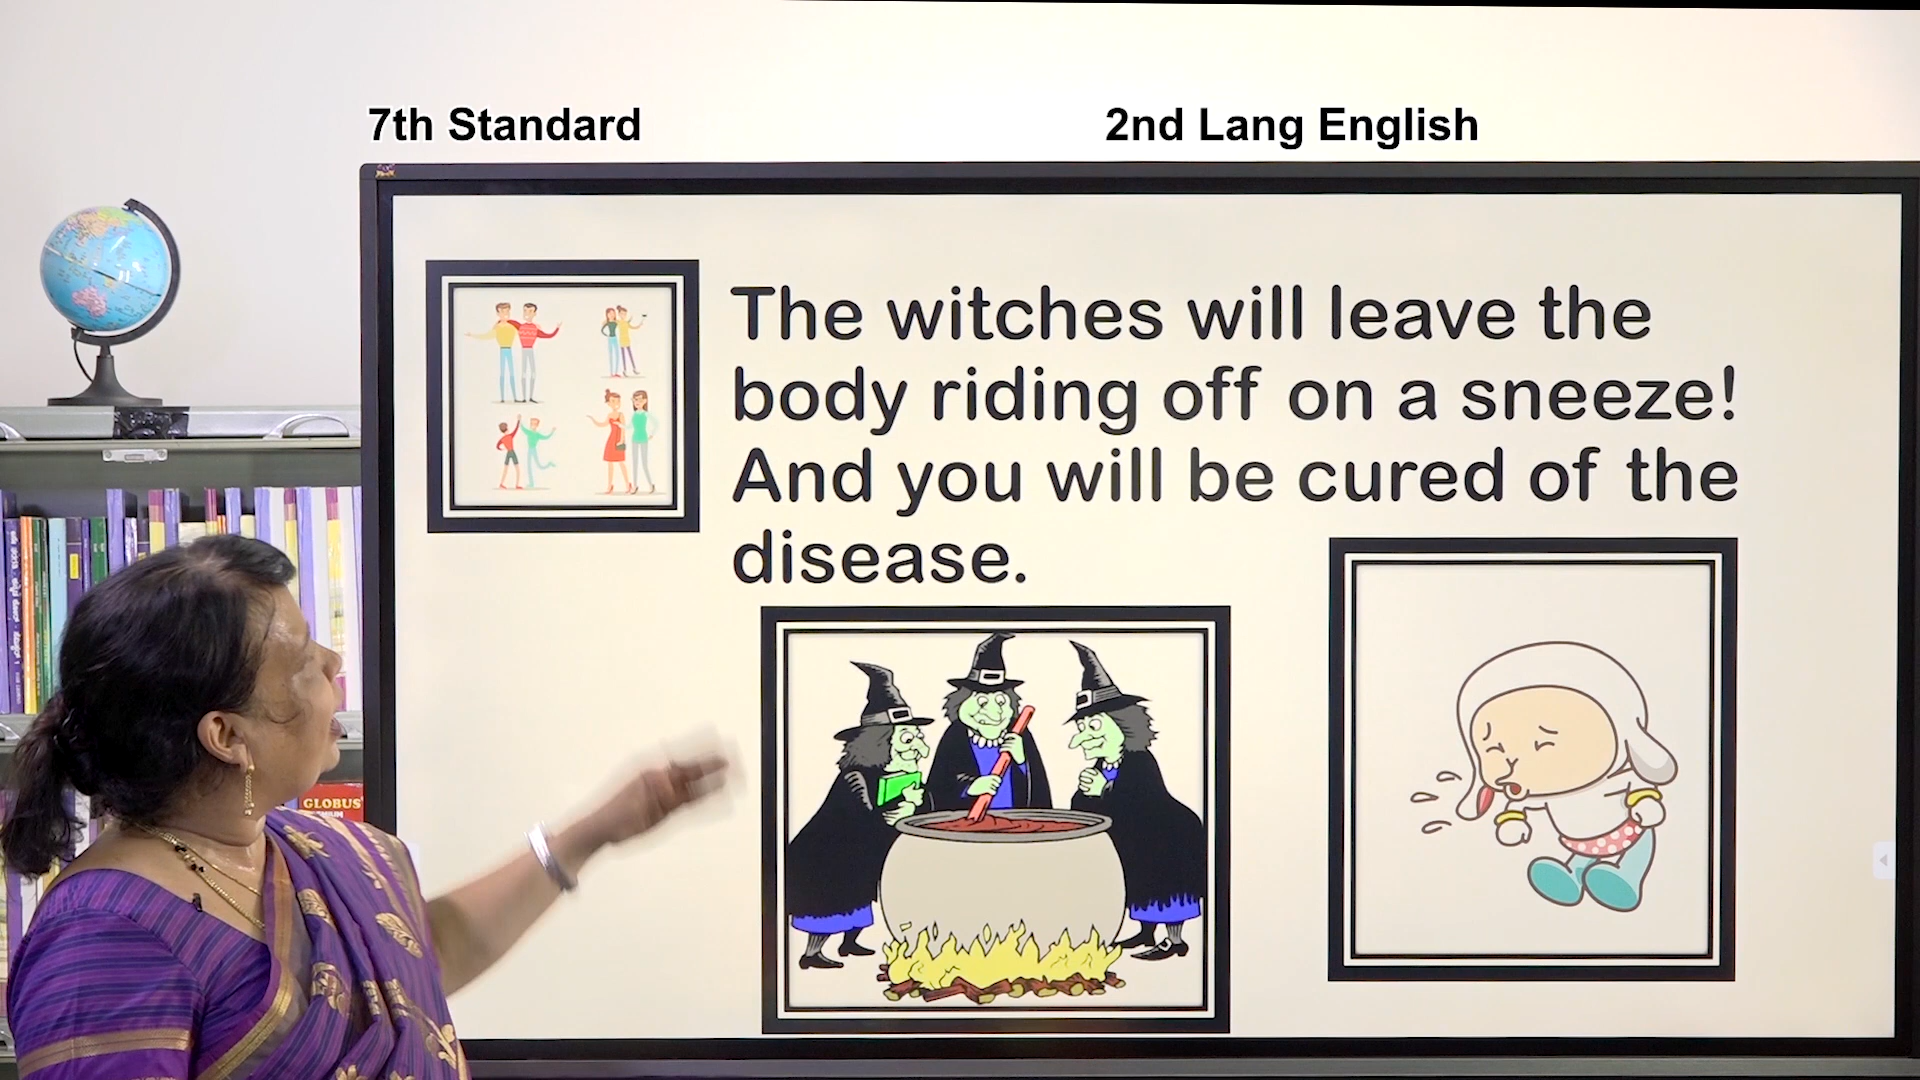 7th Standard
2nd Lang English
The witches will leave the
body riding off on a sneeze!
And you will be cured of the
disease.
GLOBUS